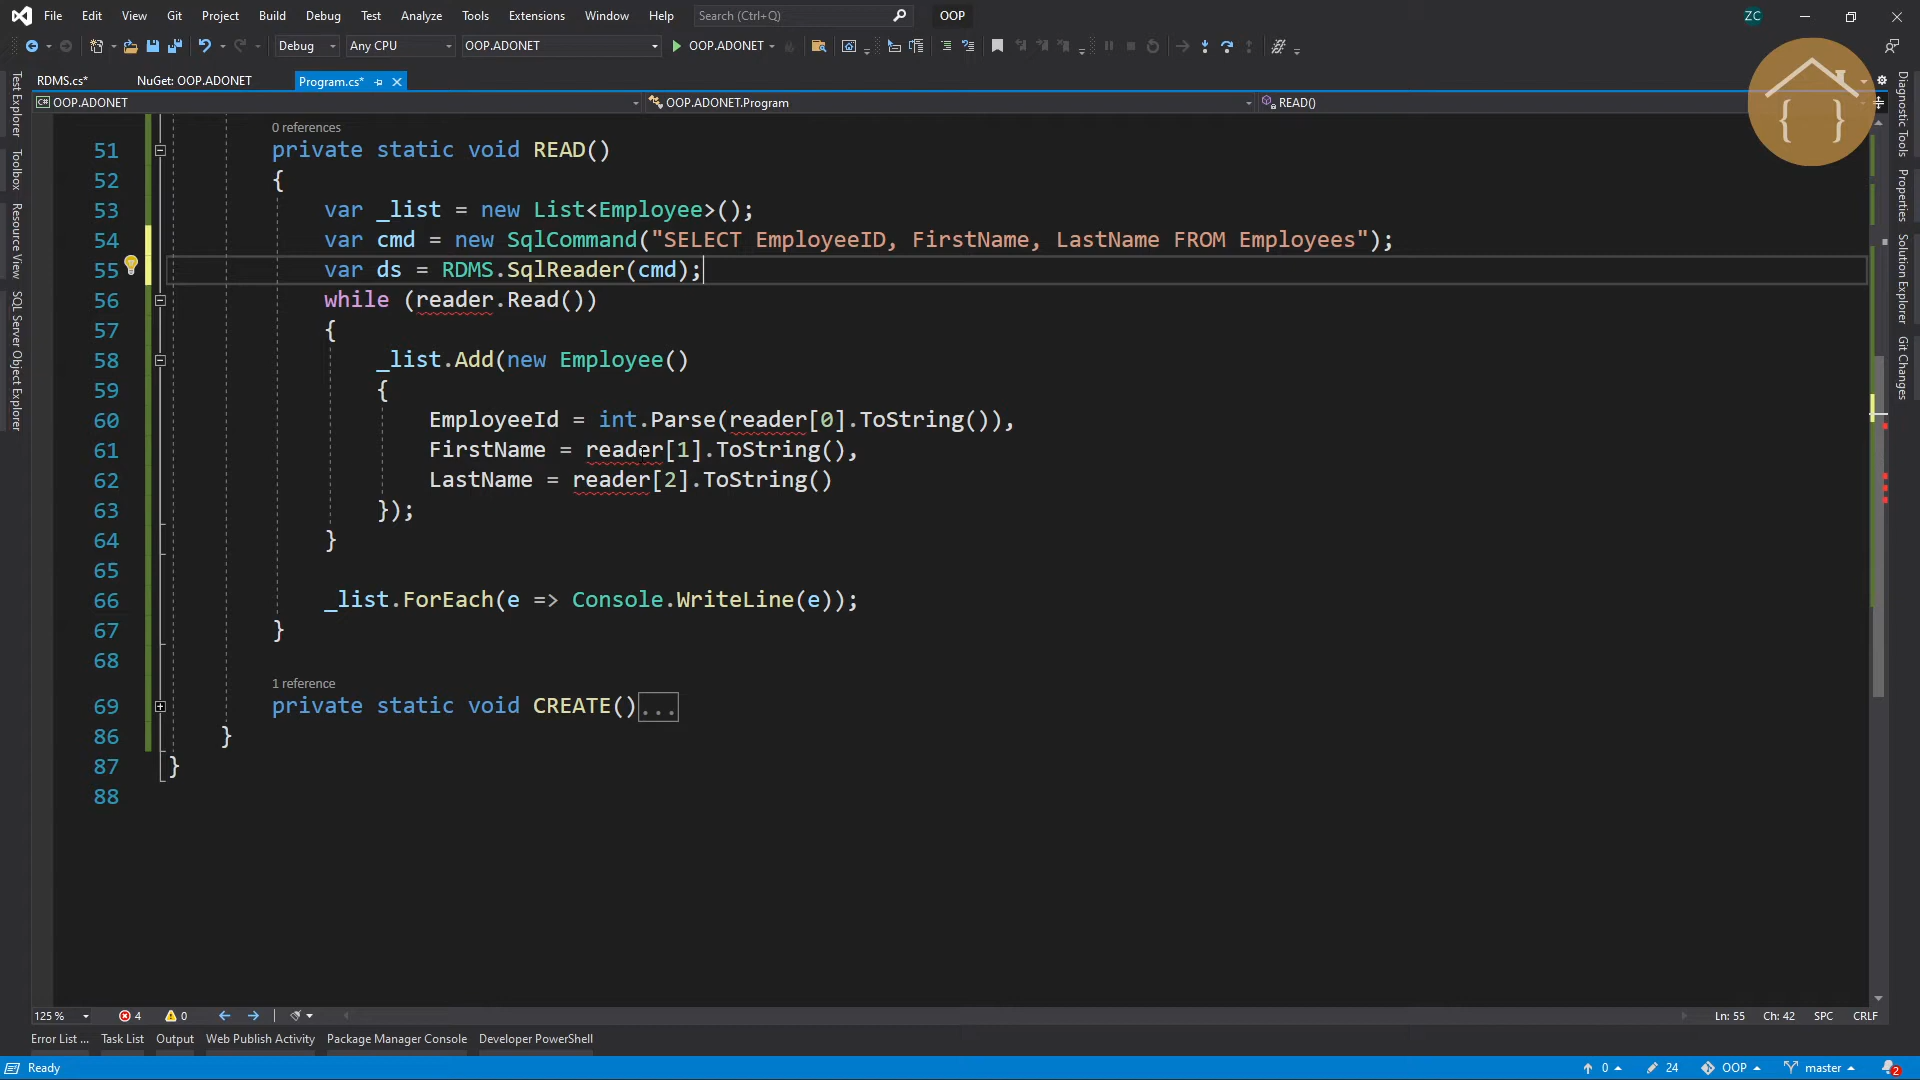 File Edit View Git Project Build Debug Test Analyze Tools Extensions Window Help Search (Ctrl+Q) OOP ZC
Debug Any CPU OOP.ADONET OOP.ADONET
RDMS.cs* NuGet: OOP.ADONET Program.cs*
C# OOP.ADONET OOP.ADONET.Program READ()
0 references
51 private static void READ()
52 {
53 var _list = new List<Employee>();
54 var cmd = new SqlCommand("SELECT EmployeeID, FirstName, LastName FROM Employees");
55 var ds = RDMS.SqlReader(cmd);
56 while (reader.Read())
57 {
58 _list.Add(new Employee()
59 {
60 EmployeeId = int.Parse(reader[0].ToString()),
61 FirstName = reader[1].ToString(),
62 LastName = reader[2].ToString()
63 });
64 }
65
66 _list.ForEach(e => Console.WriteLine(e));
67 }
68
1 reference
69 private static void CREATE()...
86 }
87 }
88
Test Explorer
Toolbox
Resource View
SQL Server Object Explorer
Diagnostic Tools
Properties
Solution Explorer
Git Changes
{ }
125 % 4 0 Ln: 55 Ch: 42 SPC CRLF
Error List ... Task List Output Web Publish Activity Package Manager Console Developer PowerShell
Ready 0 24 OOP master 2